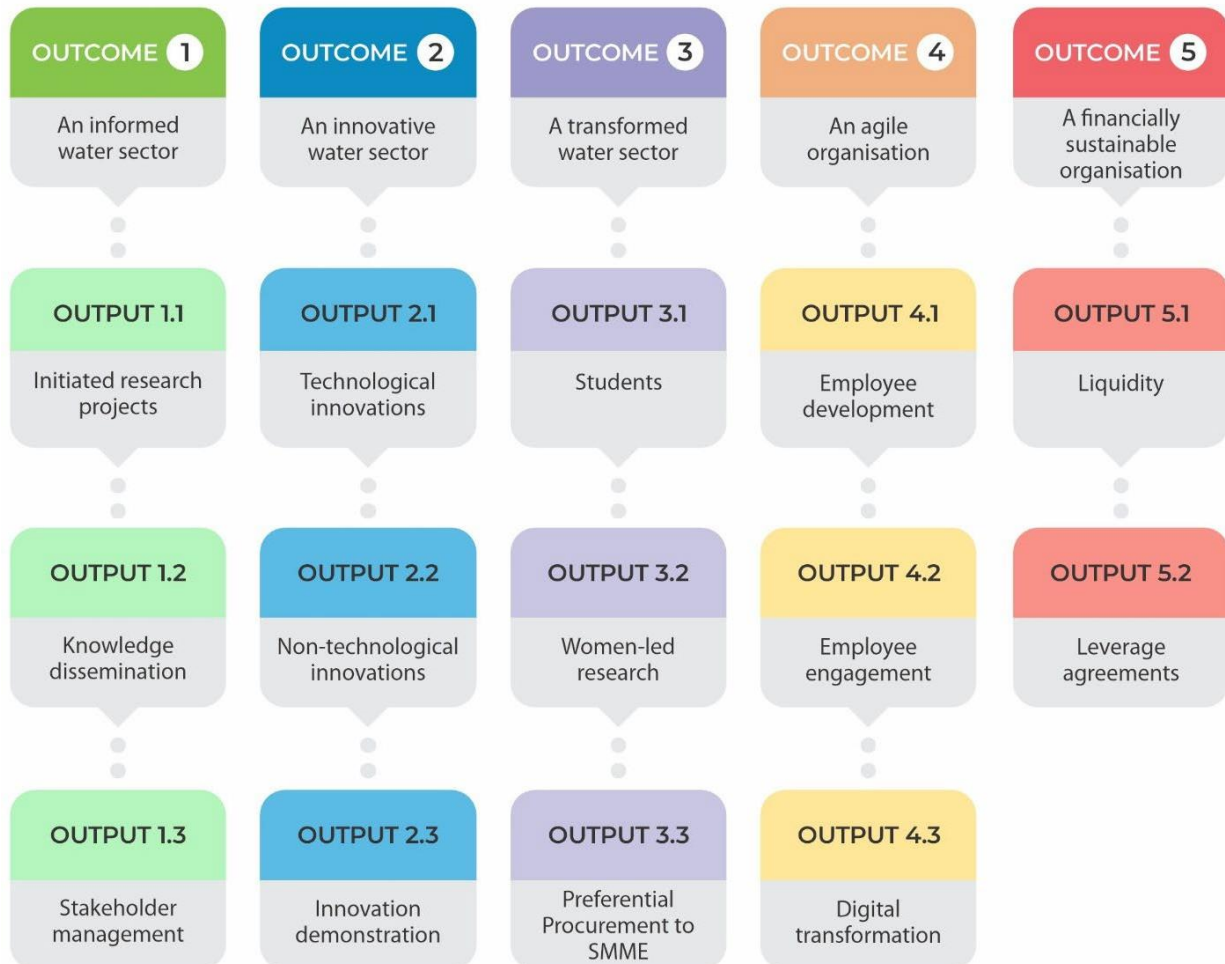 OUTCOME 1
An informed
water sector
OUTPUT 1.1
Initiated research
projects
OUTPUT 1.2
Knowledge
dissemination
OUTPUT 1.3
Stakeholder
management
OUTCOME 2
An innovative
water sector
OUTPUT 2.1
Technological
innovations
OUTPUT 2.2
Non-technological
innovations
OUTPUT 2.3
Innovation
demonstration
OUTCOME 3
A transformed
water sector
OUTPUT 3.1
Students
OUTPUT 3.2
Women-led
research
OUTPUT 3.3
Preferential
Procurement to
SMME
OUTCOME 4
An agile
organisation
OUTPUT 4.1
Employee
development
OUTPUT 4.2
Employee
engagement
OUTPUT 4.3
Digital
transformation
OUTCOME 5
A financially
sustainable
organisation
OUTPUT 5.1
Liquidity
OUTPUT 5.2
Leverage
agreements